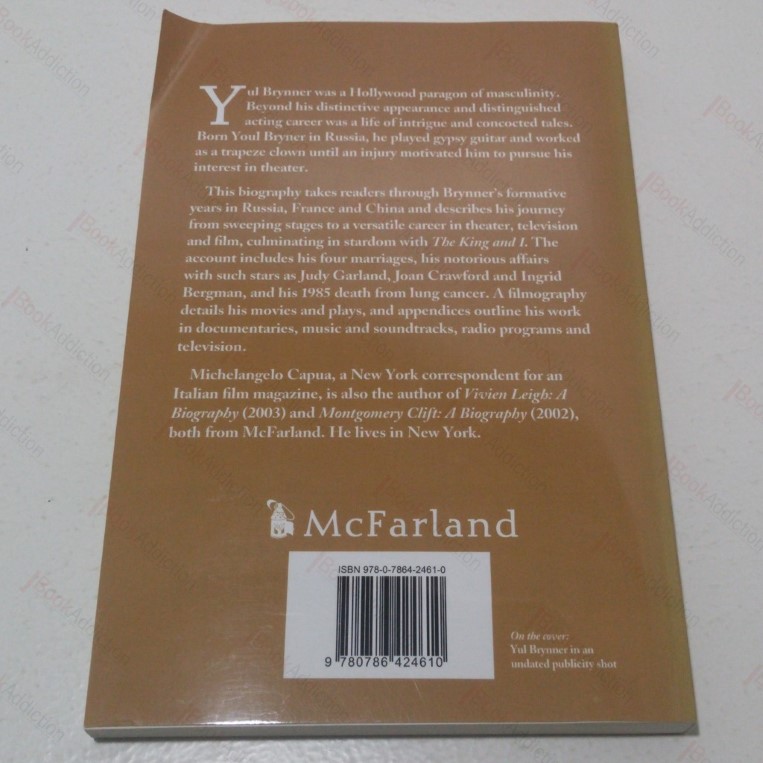 Yul Brynner was a Hollywood paragon of masculinity.
Beyond his distinctive appearance and distinguished
acting career was a life of intrigue and concocted tales.
Born Youl Bryner in Russia, he played gypsy guitar and worked
as a trapeze clown until an injury motivated him to pursue his
interest in theater.
This biography takes readers through Brynner's formative
years in Russia, France and China and describes his journey
from sweeping stages to a versatile career in theater, television
and film, culminating in stardom with The King and I. The
account includes his four marriages, his notorious affairs
with such stars as Judy Garland, Joan Crawford and Ingrid
Bergman, and his 1985 death from lung cancer. A filmography
details his movies and plays, and appendices outline his work
in documentaries, music and soundtracks, radio programs and
television.
Michelangelo Capua, a New York correspondent for an
Italian film magazine, is also the author of Vivien Leigh: A
Biography (2003) and Montgomery Clift: A Biography (2002),
both from McFarland. He lives in New York.
McFarland
ISBN 978-0-7864-2461-0
9 780786 424610
On the cover:
Yul Brynner in an
undated publicity shot
BookAddiction